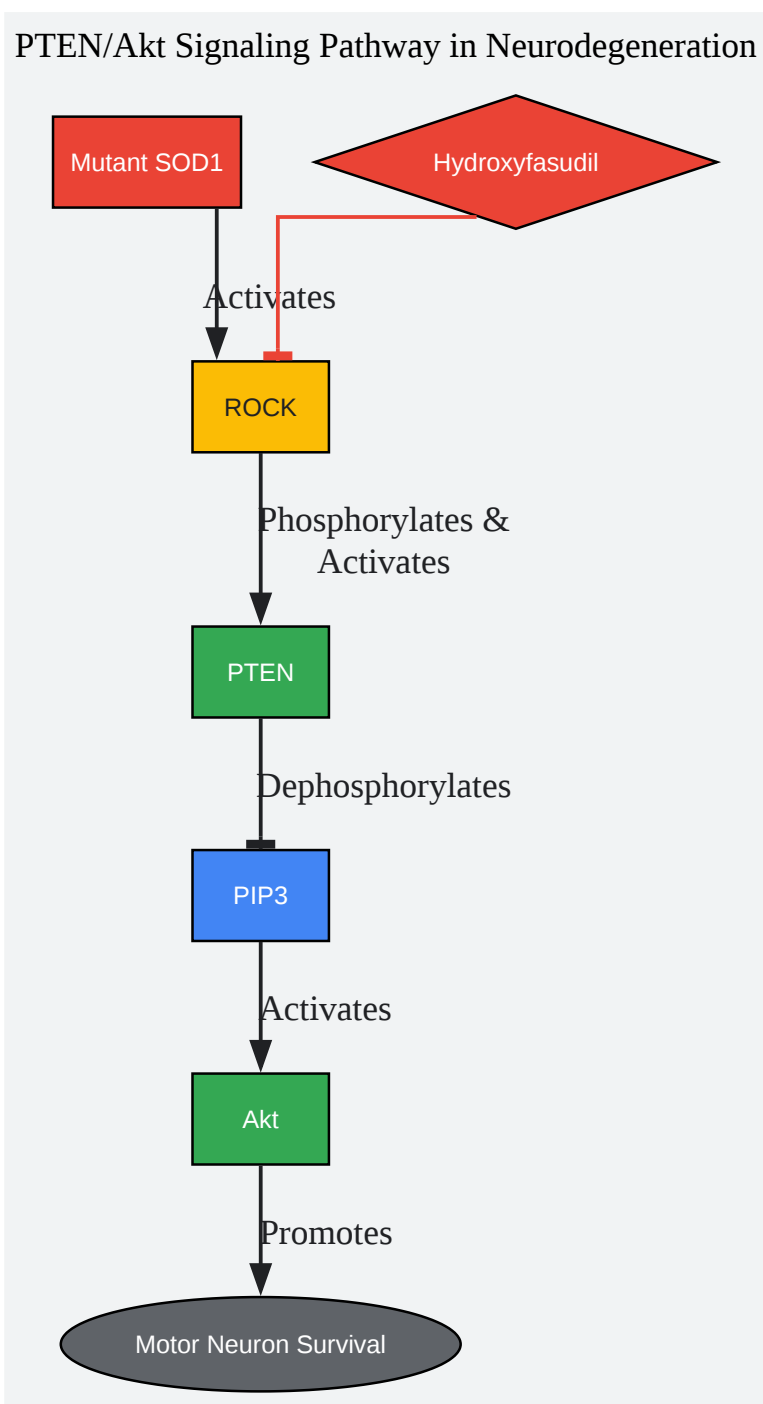 PTEN/Akt Signaling Pathway in Neurodegeneration
Mutant SOD1
Hydroxyfasudil
Activates
ROCK
Phosphorylates &
Activates
PTEN
Dephosphorylates
PIP3
Activates
Akt
Promotes
Motor Neuron Survival